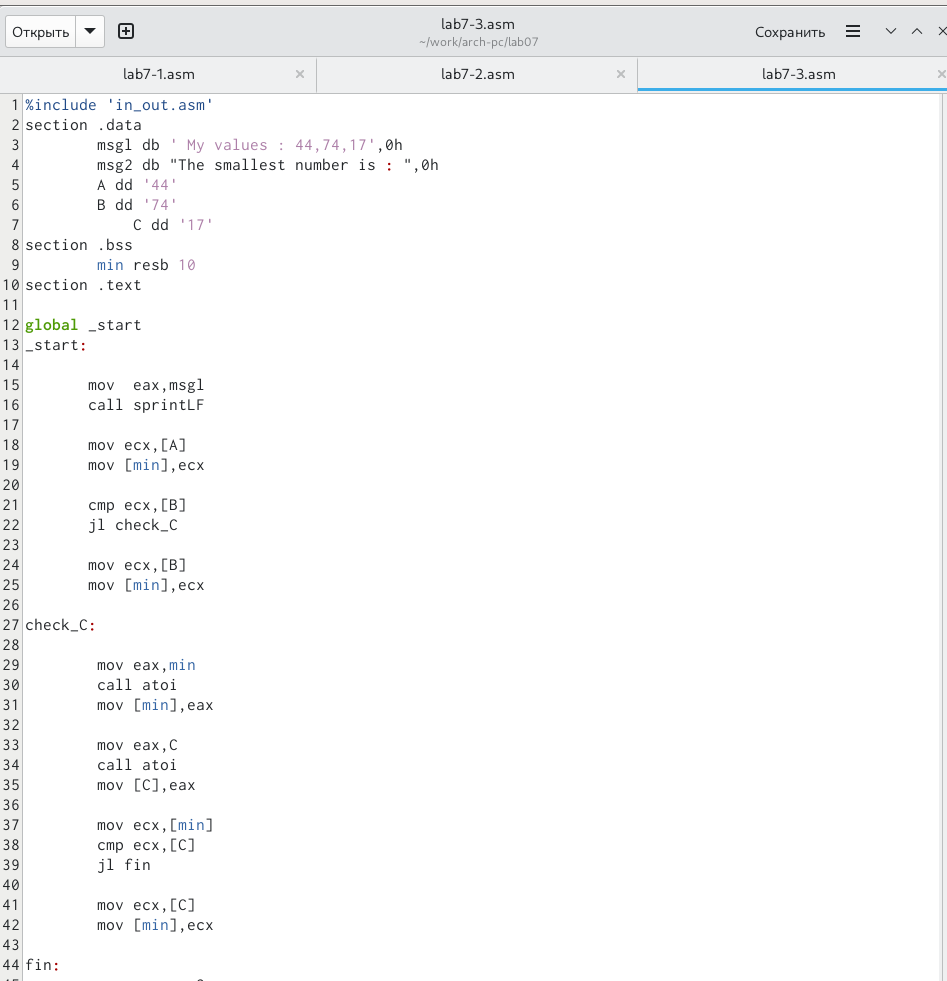 Открыть
lab7-3.asm
~/work/arch-pc/lab07
Сохранить
lab7-1.asm
lab7-2.asm
lab7-3.asm
1 %include 'in_out.asm'
2 section .data
3 msgl db ' My values : 44,74,17',0h
4 msg2 db "The smallest number is : ",0h
5 A dd '44'
6 B dd '74'
7 C dd '17'
8 section .bss
9 min resb 10
10 section .text
11
12 global _start
13 _start:
14
15 mov  eax,msgl
16 call sprintLF
17
18 mov ecx,[A]
19 mov [min],ecx
20
21 cmp ecx,[B]
22 jl check_C
23
24 mov ecx,[B]
25 mov [min],ecx
26
27 check_C:
28
29 mov eax,min
30 call atoi
31 mov [min],eax
32
33 mov eax,C
34 call atoi
35 mov [C],eax
36
37 mov ecx,[min]
38 cmp ecx,[C]
39 jl fin
40
41 mov ecx,[C]
42 mov [min],ecx
43
44 fin: